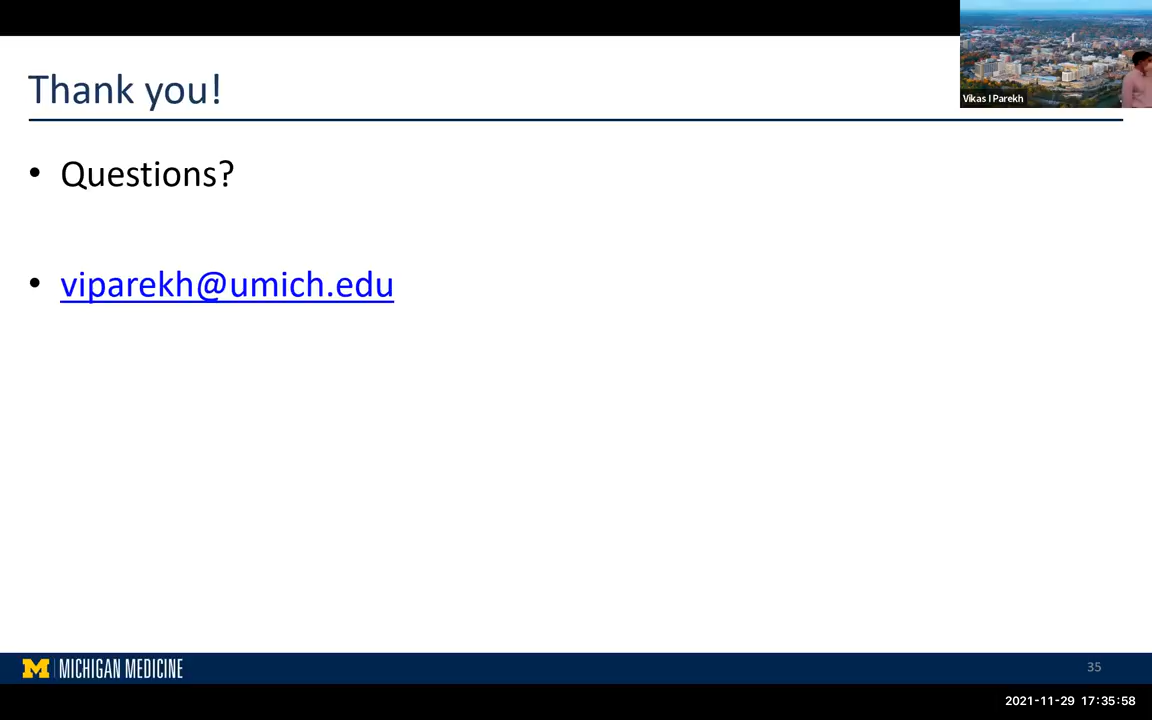 Vikas I Parekh
Thank you!
• Questions?
• viparekh@umich.edu
M | MICHIGAN MEDICINE
35
2021-11-29 17:35:58